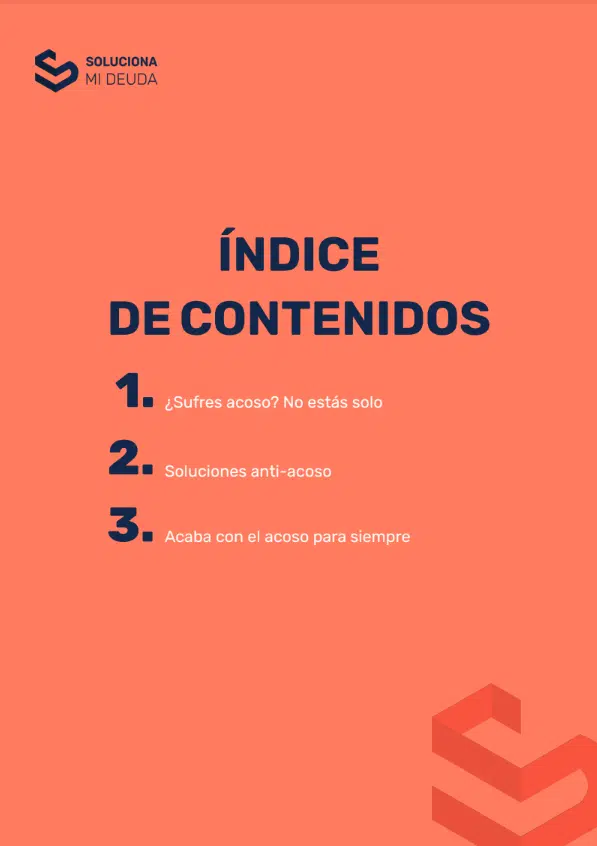 SOLUCIONA
MI DEUDA
ÍNDICE
DE CONTENIDOS
1. ¿Sufres acoso? No estás solo
2. Soluciones anti-acoso
3. Acaba con el acoso para siempre